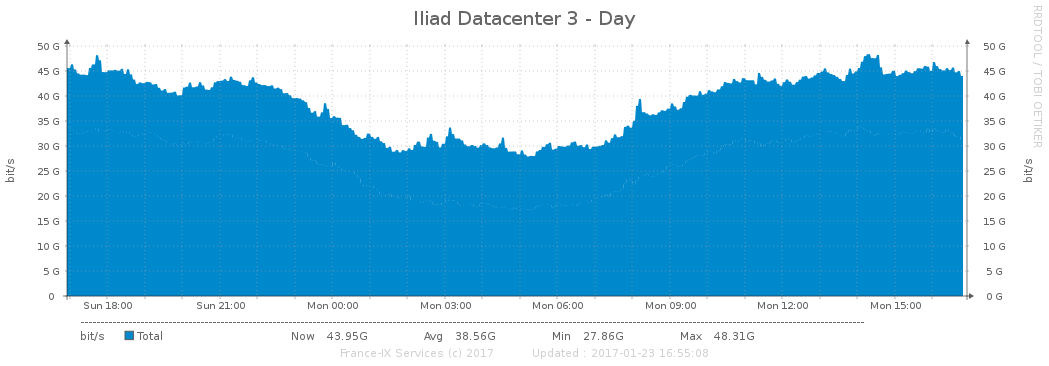 Iliad Datacenter 3 - Day
RRDTOOL / TOBI OETIKER
50 G 50 G
45 G 45 G
40 G 40 G
35 G 35 G
30 G 30 G
25 G 25 G
20 G 20 G
15 G 15 G
10 G 10 G
5 G 5 G
0 0 G
bit/s bit/s
Sun 18:00 Sun 21:00 Mon 00:00 Mon 03:00 Mon 06:00 Mon 09:00 Mon 12:00 Mon 15:00
bit/s Total Now 43.95G Avg 38.56G Min 27.86G Max 48.31G
France-IX Services (c) 2017 Updated : 2017-01-23 16:55:08